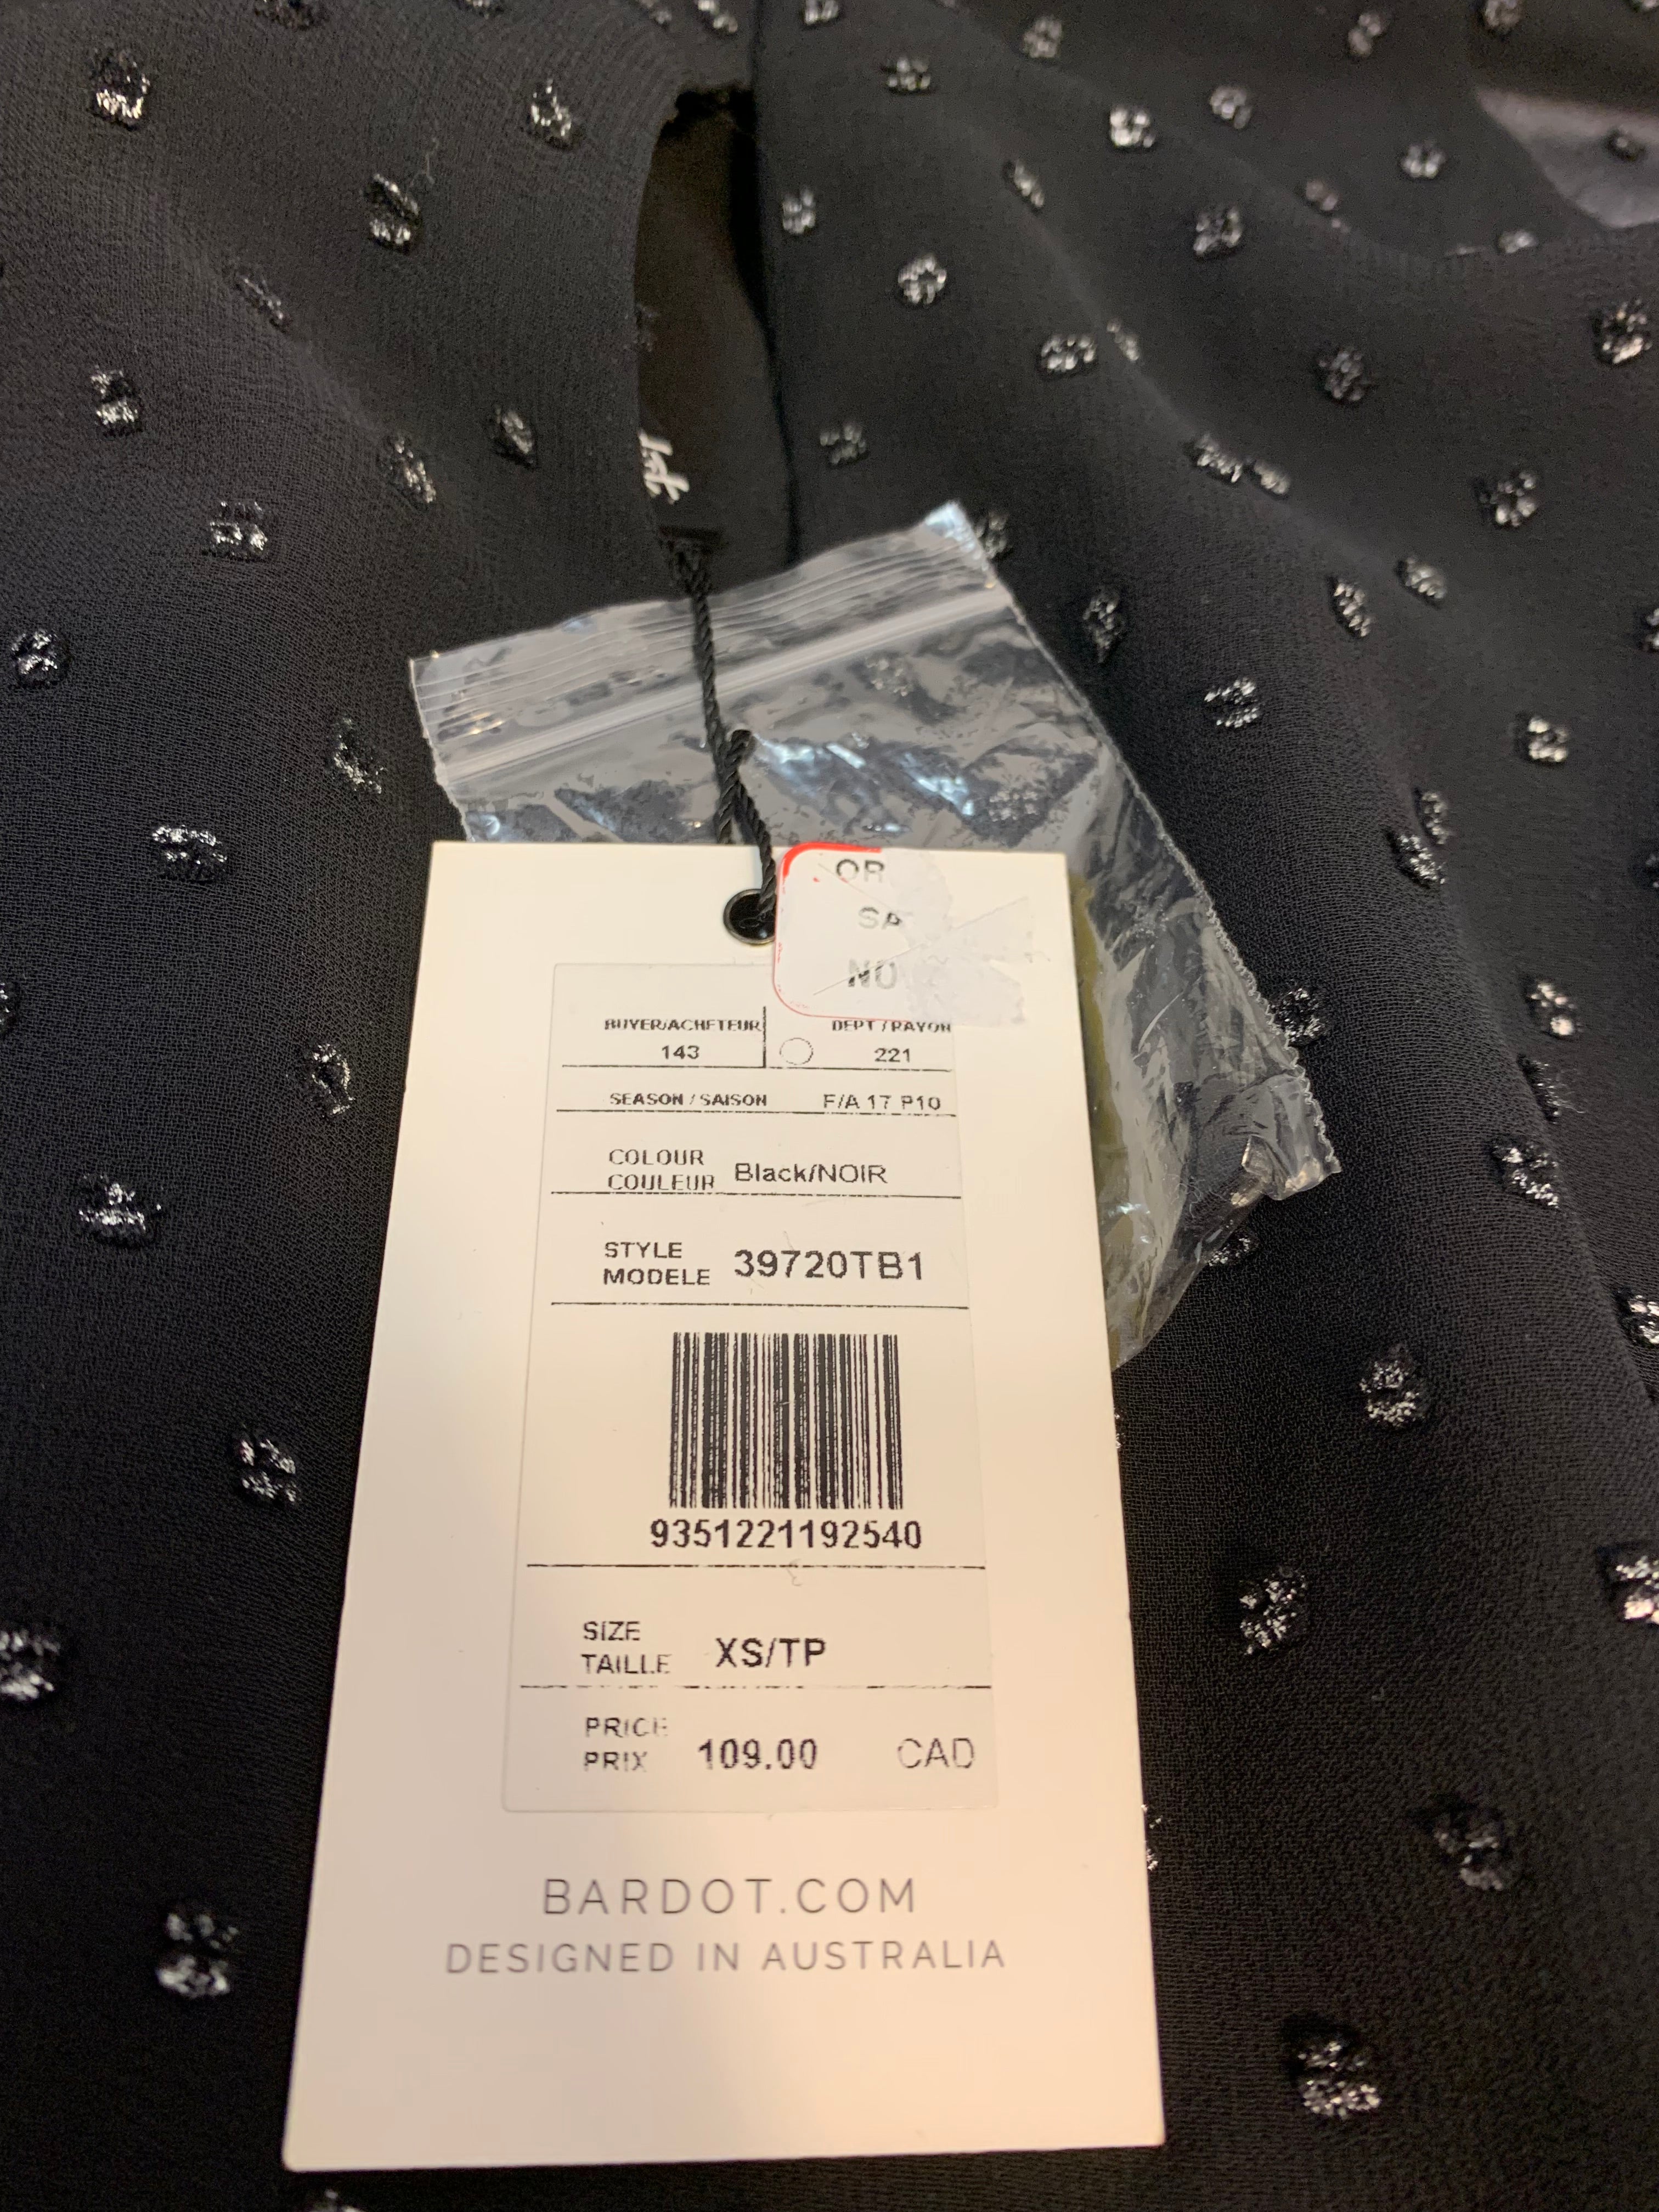 OR
SA
NO
BUYER/ACHETEUR DEPT / RAYON
143 221
SEASON / SAISON F/A 17 P10
COLOUR
COULEUR Black/NOIR
STYLE
MODELE 39720TB1
9351221192540
SIZE
TAILLE XS/TP
PRICE
PRIX 109.00 CAD
BARDOT.COM
DESIGNED IN AUSTRALIA